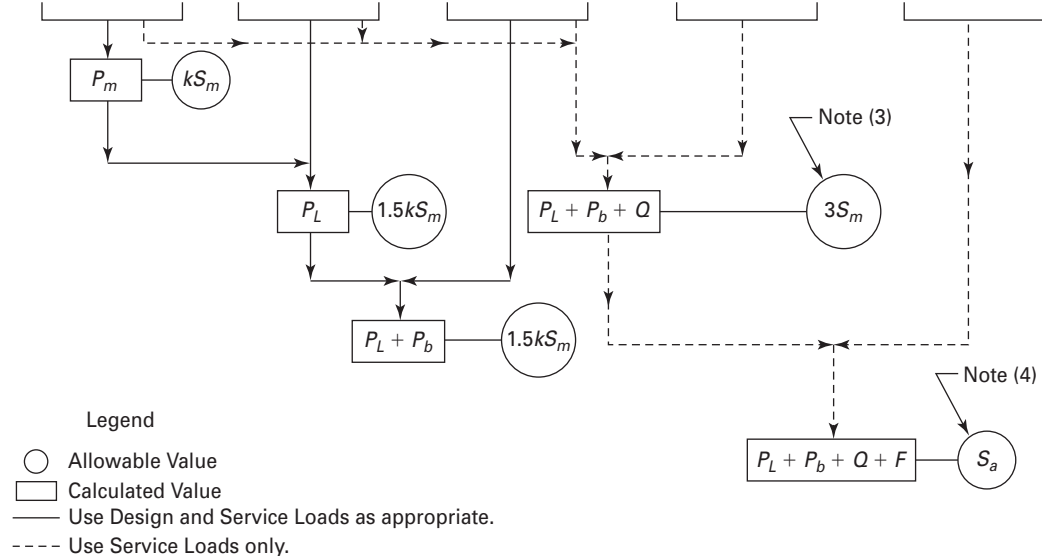 P_m
kS_m
Note (3)
P_L
1.5kS_m
P_L + P_b + Q
3S_m
P_L + P_b
1.5kS_m
Note (4)
P_L + P_b + Q + F
S_a
Legend
Allowable Value
Calculated Value
Use Design and Service Loads as appropriate.
Use Service Loads only.